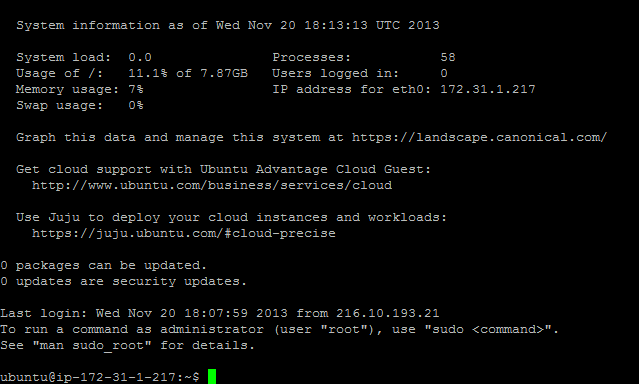 System information as of Wed Nov 20 18:13:13 UTC 2013
System load:  0.0               Processes:           58
Usage of /:   11.1% of 7.87GB   Users logged in:     0
Memory usage: 7%                IP address for eth0: 172.31.1.217
Swap usage:   0%
Graph this data and manage this system at https://landscape.canonical.com/
Get cloud support with Ubuntu Advantage Cloud Guest:
http://www.ubuntu.com/business/services/cloud
Use Juju to deploy your cloud instances and workloads:
https://juju.ubuntu.com/#cloud-precise
0 packages can be updated.
0 updates are security updates.
Last login: Wed Nov 20 18:07:59 2013 from 216.10.193.21
To run a command as administrator (user "root"), use "sudo <command>".
See "man sudo_root" for details.
ubuntu@ip-172-31-1-217:~$